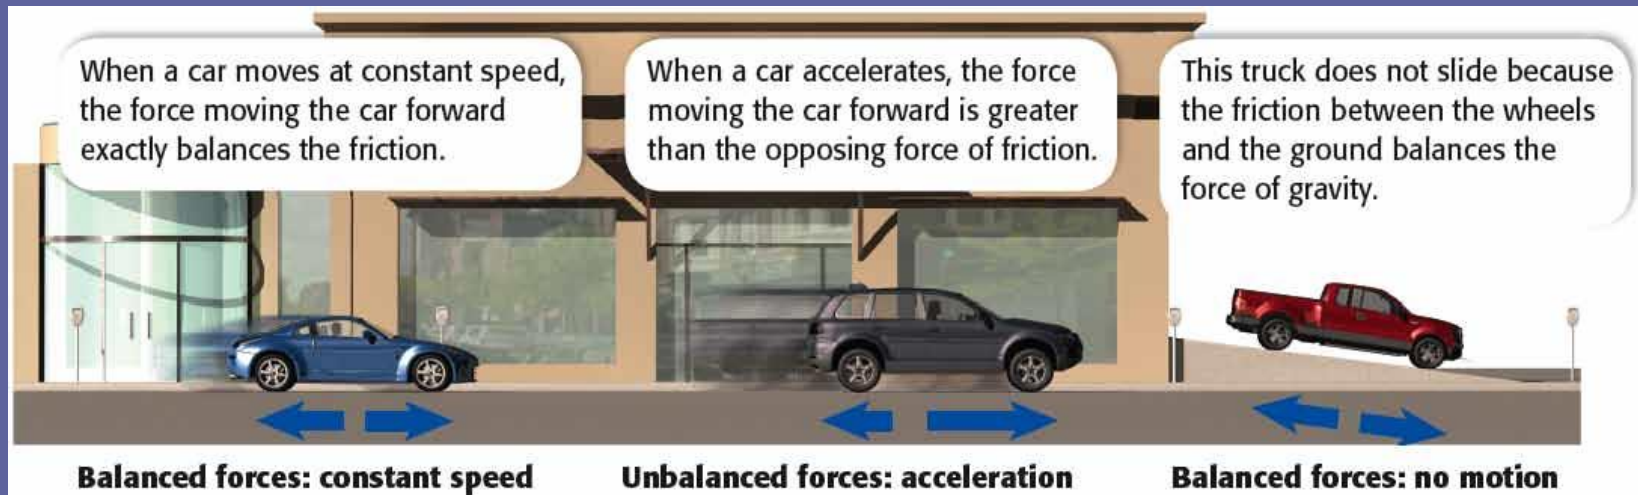 When a car moves at constant speed,
the force moving the car forward
exactly balances the friction.
When a car accelerates, the force
moving the car forward is greater
than the opposing force of friction.
This truck does not slide because
the friction between the wheels
and the ground balances the
force of gravity.
Balanced forces: constant speed
Unbalanced forces: acceleration
Balanced forces: no motion